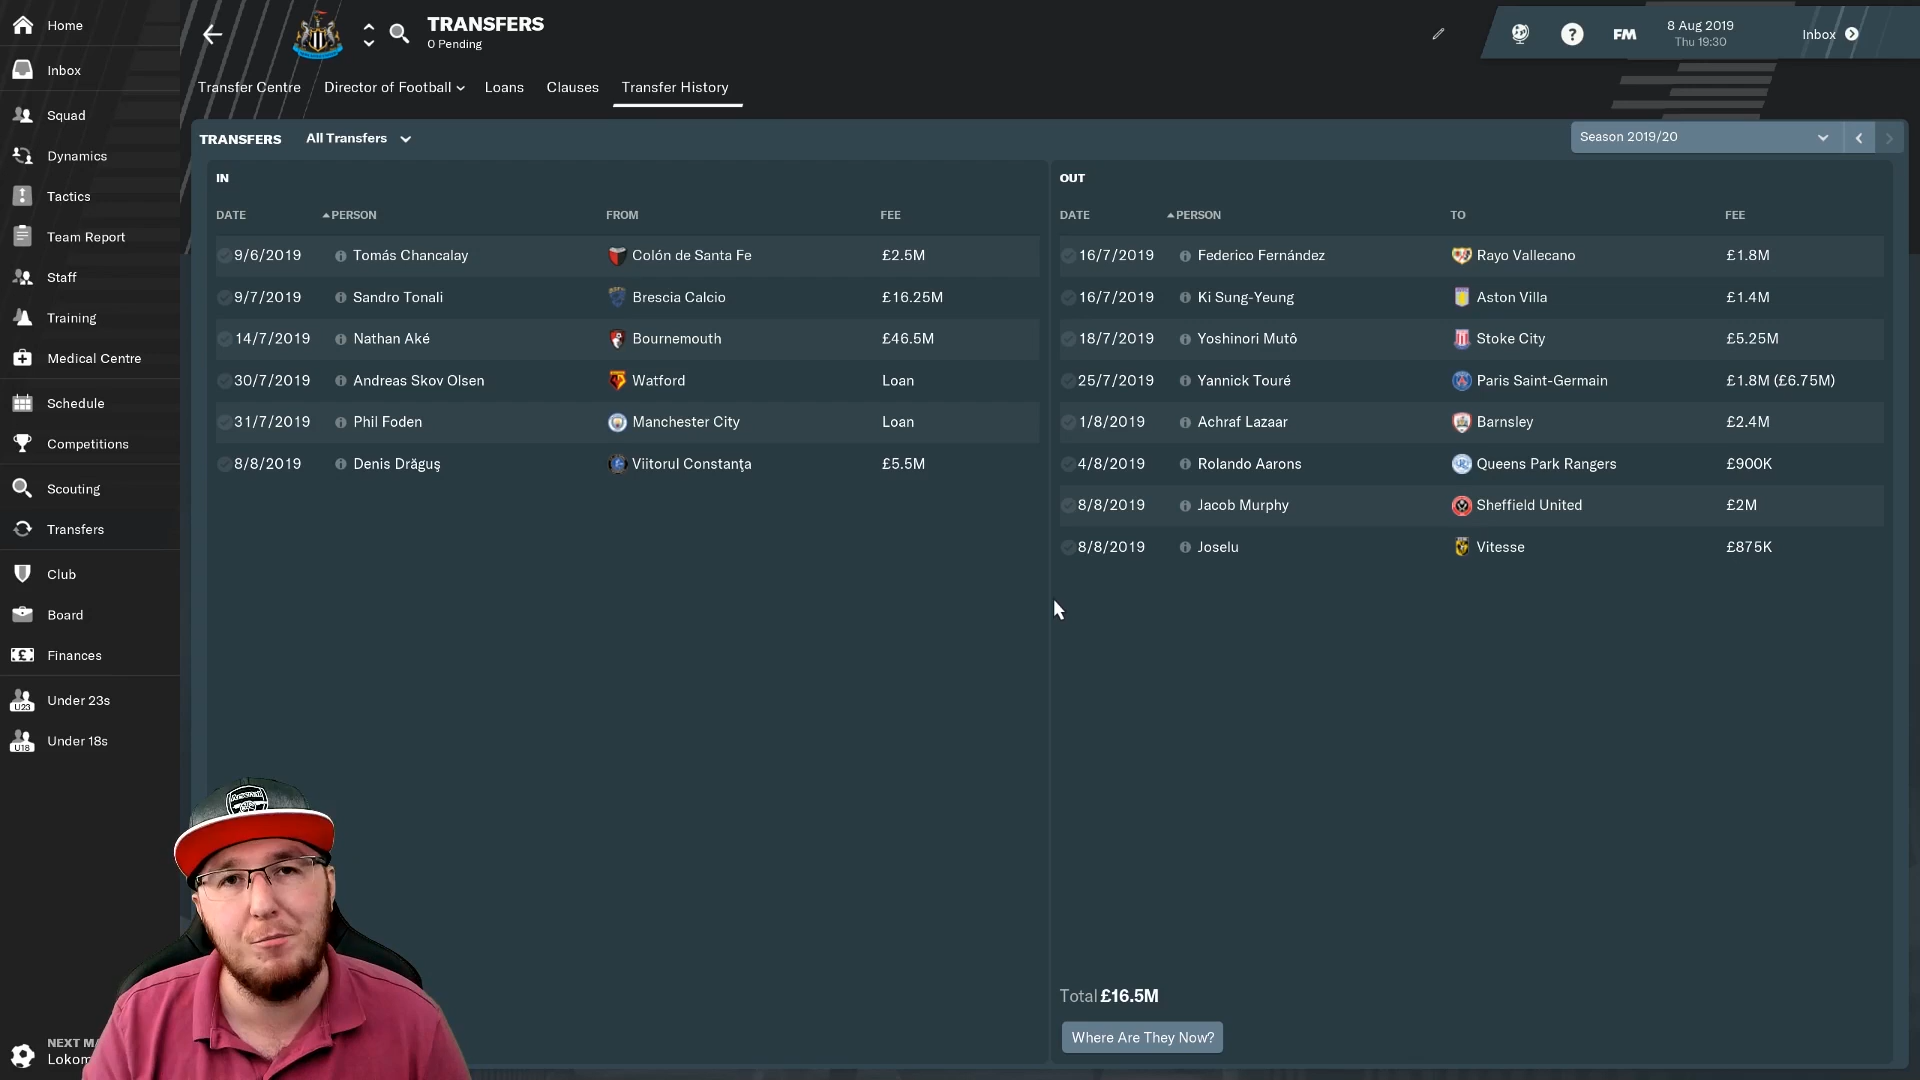 Home
Inbox
Squad
Dynamics
Tactics
Team Report
Staff
Training
Medical Centre
Schedule
Competitions
Scouting
Transfers
Club
Board
Finances
U23 Under 23s
U18 Under 18s
NEXT M
Lokom
TRANSFERS
0 Pending
FM
8 Aug 2019
Thu 19:30
Inbox
Transfer Centre
Director of Football
Loans
Clauses
Transfer History
TRANSFERS All Transfers
Season 2019/20
IN
DATE PERSON FROM FEE
9/6/2019 Tomás Chancalay Colón de Santa Fe £2.5M
9/7/2019 Sandro Tonali Brescia Calcio £16.25M
14/7/2019 Nathan Aké Bournemouth £46.5M
30/7/2019 Andreas Skov Olsen Watford Loan
31/7/2019 Phil Foden Manchester City Loan
8/8/2019 Denis Drăguş Viitorul Constanţa £5.5M
OUT
DATE PERSON TO FEE
16/7/2019 Federico Fernández Rayo Vallecano £1.8M
16/7/2019 Ki Sung-Yeung Aston Villa £1.4M
18/7/2019 Yoshinori Mutô Stoke City £5.25M
25/7/2019 Yannick Touré Paris Saint-Germain £1.8M (£6.75M)
1/8/2019 Achraf Lazaar Barnsley £2.4M
4/8/2019 Rolando Aarons Queens Park Rangers £900K
8/8/2019 Jacob Murphy Sheffield United £2M
8/8/2019 Joselu Vitesse £875K
Total £16.5M
Where Are They Now?
Arsenal